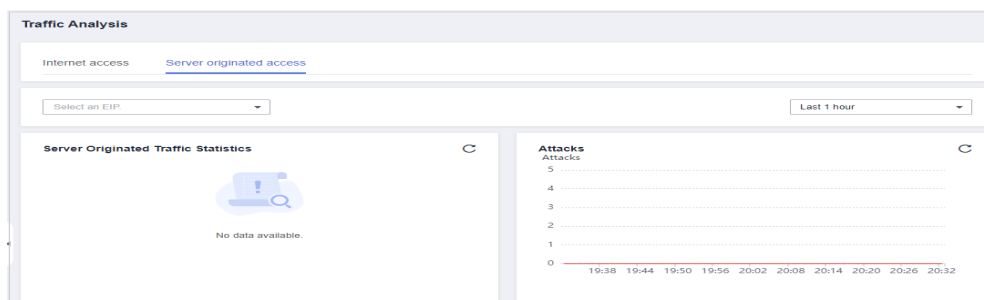 Traffic Analysis
Internet access Server originated access
Select an EIP. Last 1 hour
Server Originated Traffic Statistics
No data available.
Attacks
Attacks
5
4
3
2
1
0
19:38 19:44 19:50 19:56 20:02 20:08 20:14 20:20 20:26 20:32